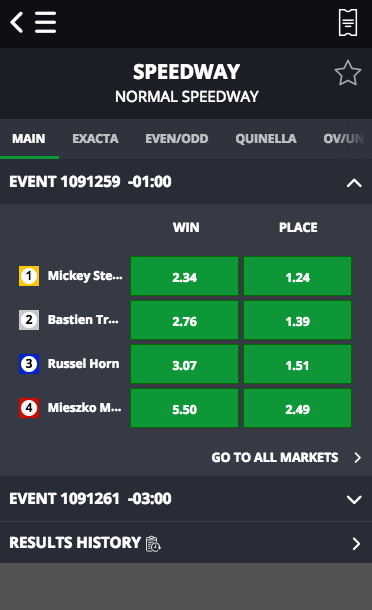 SPEEDWAY
NORMAL SPEEDWAY
MAIN EXACTA EVEN/ODD QUINELLA OV/UN
EVENT 1091259 -01:00
WIN PLACE
1 Mickey Ste... 2.34 1.24
2 Bastien Tr... 2.76 1.39
3 Russel Horn 3.07 1.51
4 Mieszko M... 5.50 2.49
GO TO ALL MARKETS
EVENT 1091261 -03:00
RESULTS HISTORY